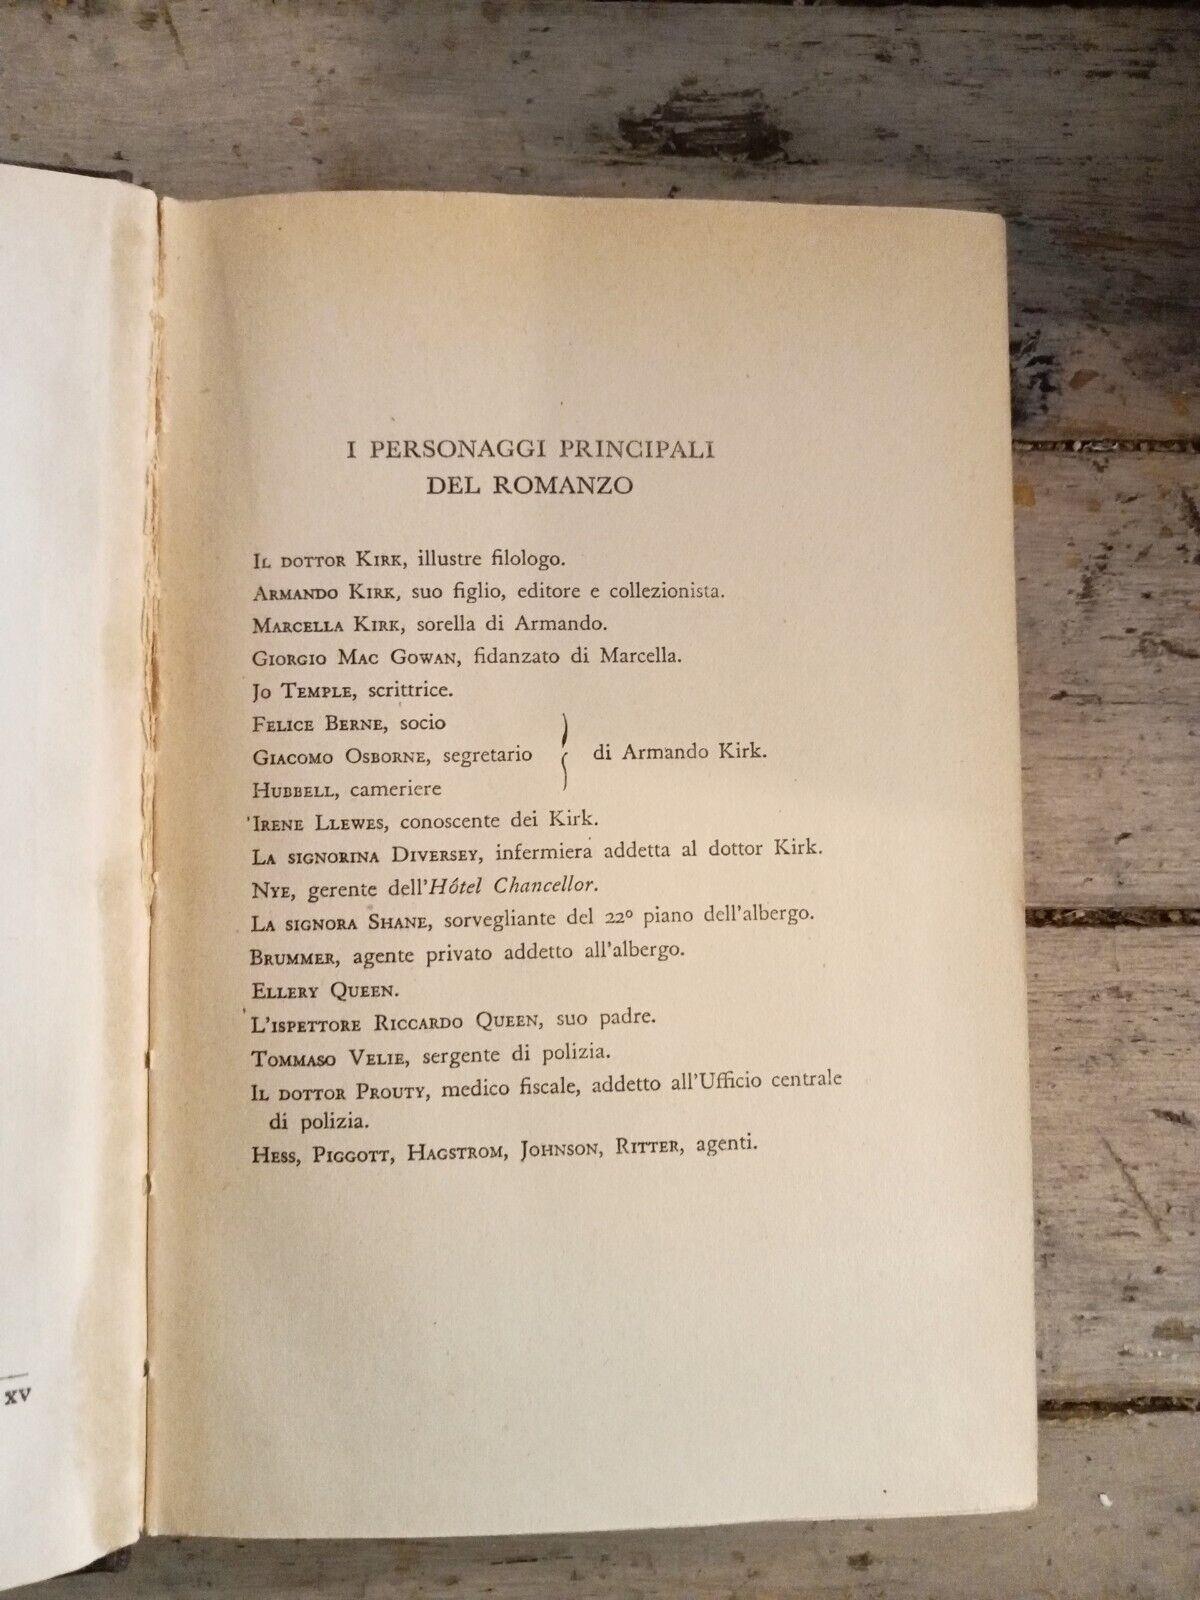 I PERSONAGGI PRINCIPALI
DEL ROMANZO
IL DOTTOR KIRK, illustre filologo.
ARMANDO KIRK, suo figlio, editore e collezionista.
MARCELLA KIRK, sorella di Armando.
GIORGIO MAC GOWAN, fidanzato di Marcella.
JO TEMPLE, scrittrice.
FELICE BERNE, socio
GIACOMO OSBORNE, segretario } di Armando Kirk.
HUBBELL, cameriere
IRENE LLEWES, conoscente dei Kirk.
LA SIGNORINA DIVERSEY, infermiera addetta al dottor Kirk.
NYE, gerente dell'Hôtel Chancellor.
LA SIGNORA SHANE, sorvegliante del 22º piano dell'albergo.
BRUMMER, agente privato addetto all'albergo.
ELLERY QUEEN.
L'ISPETTORE RICCARDO QUEEN, suo padre.
TOMMASO VELIE, sergente di polizia.
IL DOTTOR PROUTY, medico fiscale, addetto all'Ufficio centrale
di polizia.
HESS, PIGGOTT, HAGSTROM, JOHNSON, RITTER, agenti.
XV